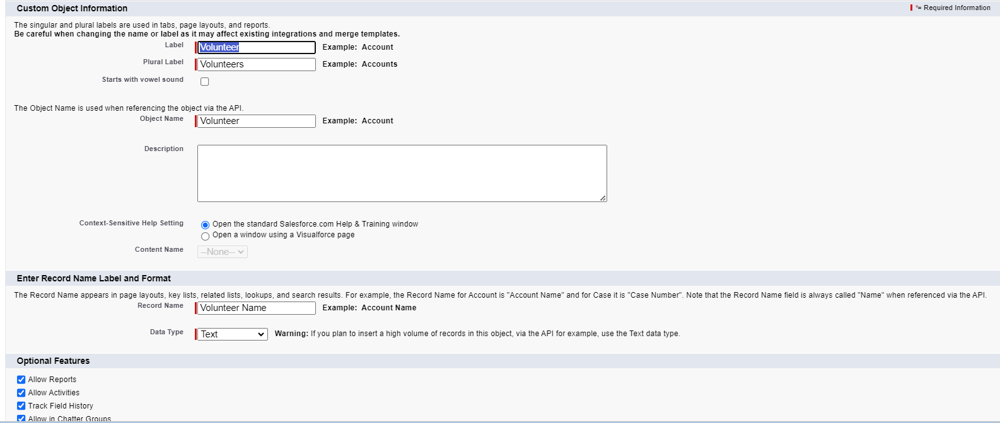 Custom Object Information
*= Required Information
The singular and plural labels are used in tabs, page layouts, and reports.
Be careful when changing the name or label as it may affect existing integrations and merge templates.
Label Volunteer Example: Account
Plural Label Volunteers Example: Accounts
Starts with vowel sound
The Object Name is used when referencing the object via the API.
Object Name Volunteer Example: Account
Description
Context-Sensitive Help Setting Open the standard Salesforce.com Help & Training window
Open a window using a Visualforce page
Content Name --None--
Enter Record Name Label and Format
The Record Name appears in page layouts, key lists, related lists, lookups, and search results. For example, the Record Name for Account is "Account Name" and for Case it is "Case Number". Note that the Record Name field is always called "Name" when referenced via the API.
Record Name Volunteer Name Example: Account Name
Data Type Text Warning: If you plan to insert a high volume of records in this object, via the API for example, use the Text data type.
Optional Features
Allow Reports
Allow Activities
Track Field History
Allow in Chatter Groups